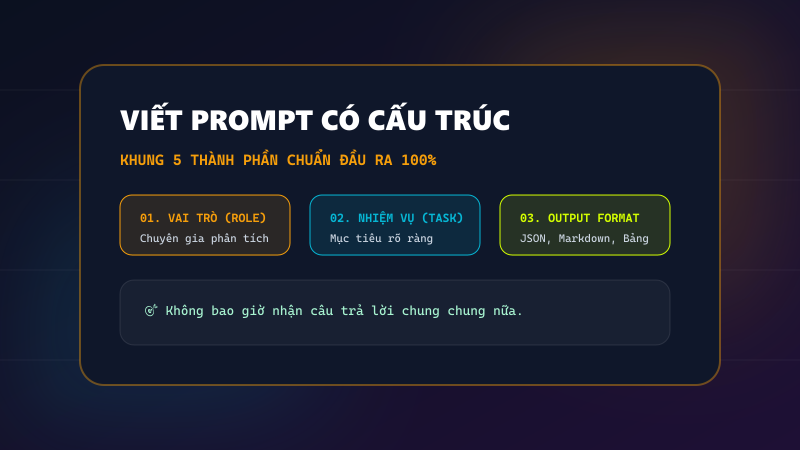 VIẾT PROMPT CÓ CẤU TRÚC
KHUNG 5 THÀNH PHẦN CHUẨN ĐẦU RA 100%
01. VAI TRÒ (ROLE)
Chuyên gia phân tích
02. NHIỆM VỤ (TASK)
Mục tiêu rõ ràng
03. OUTPUT FORMAT
JSON, Markdown, Bảng
🎯 Không bao giờ nhận câu trả lời chung chung nữa.